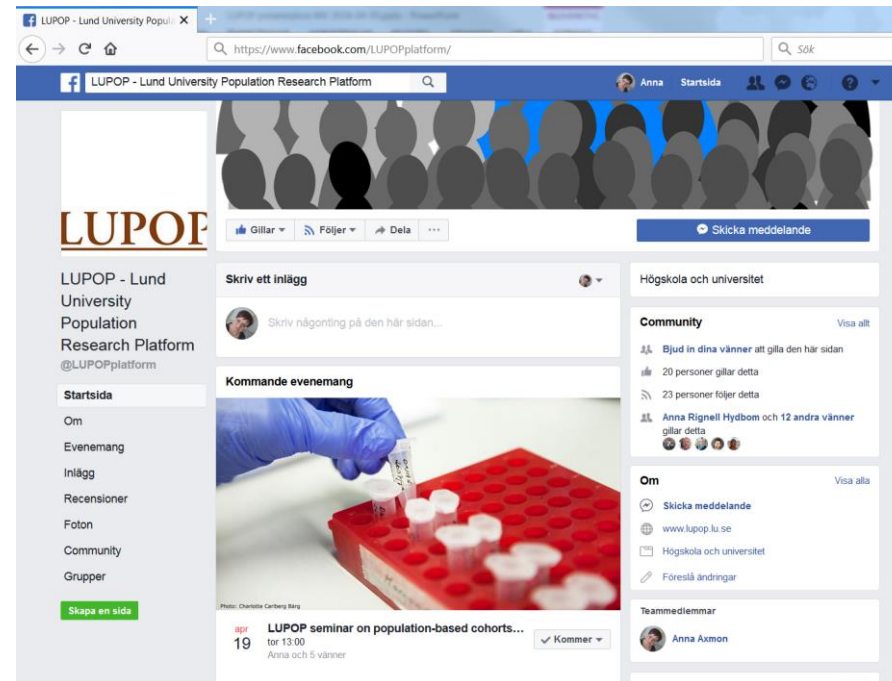 LUPOP - Lund University Popula
https://www.facebook.com/LUPOPplatform/
Sök
LUPOP - Lund University Population Research Platform
Anna
Startsida
LUPOP
Gillar
Följer
Dela
Skicka meddelande
LUPOP - Lund
University
Population
Research Platform
@LUPOPplatform
Startsida
Om
Evenemang
Inlägg
Recensioner
Foton
Community
Grupper
Skapa en sida
Skriv ett inlägg
Skriv någonting på den här sidan...
Kommande evenemang
Photo: Charlotte Carlberg Bärg
apr
19
LUPOP seminar on population-based cohorts...
tor 13:00
Anna och 5 vänner
Kommer
Högskola och universitet
Community
Visa allt
Bjud in dina vänner att gilla den här sidan
20 personer gillar detta
23 personer följer detta
Anna Rignell Hydbom och 12 andra vänner
gillar detta
Om
Visa alla
Skicka meddelande
www.lupop.lu.se
Högskola och universitet
Föreslå ändringar
Teammedlemmar
Anna Axmon